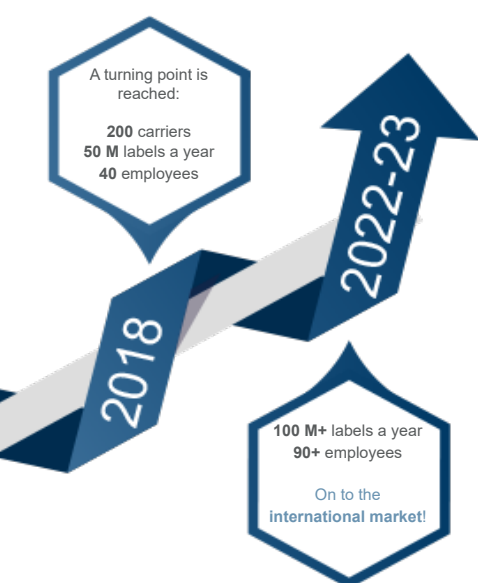 A turning point is
reached:
200 carriers
50 M labels a year
40 employees
2018
2022-23
100 M+ labels a year
90+ employees
On to the
international market!